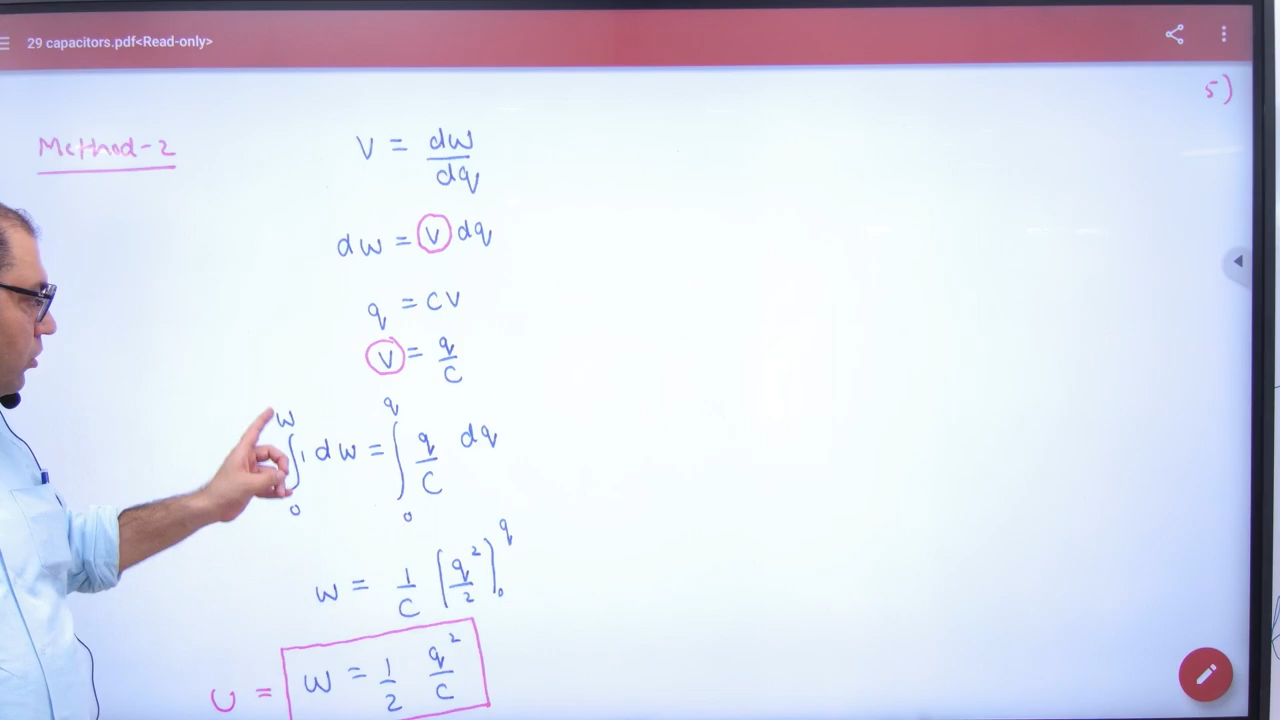 29 capacitors.pdf<Read-only>
5)
Method-2
V = dw/dq
dw = V dq
q = CV
V = q/C
∫₀^w 1 dw = ∫₀^q q/C dq
w = 1/C [q²/2]₀^q
U = w = 1/2 q²/C